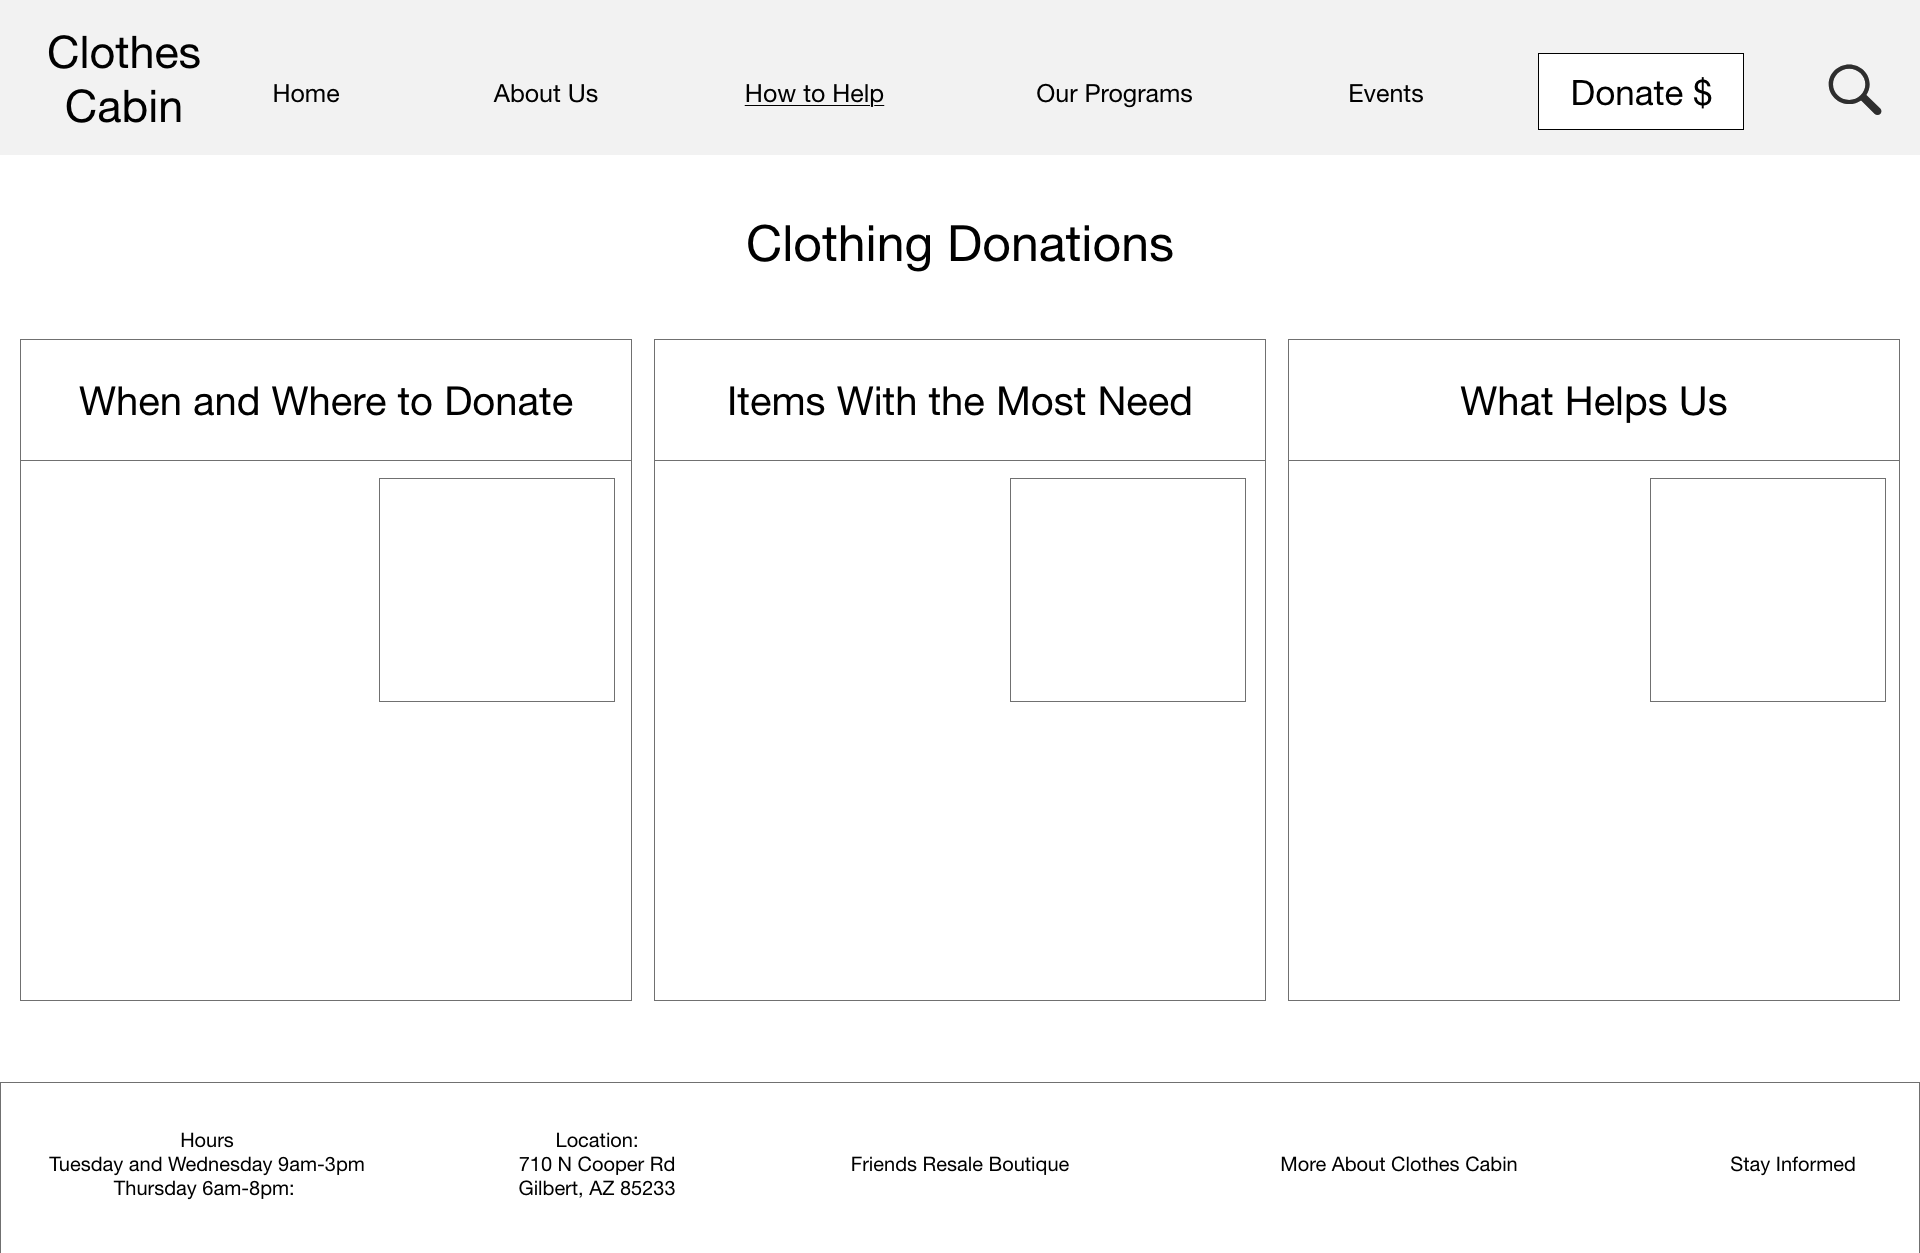 Clothes
Cabin
Home
About Us
How to Help
Our Programs
Events
Donate $
Clothing Donations
When and Where to Donate
Items With the Most Need
What Helps Us
Hours
Tuesday and Wednesday 9am-3pm
Thursday 6am-8pm:
Location:
710 N Cooper Rd
Gilbert, AZ 85233
Friends Resale Boutique
More About Clothes Cabin
Stay Informed